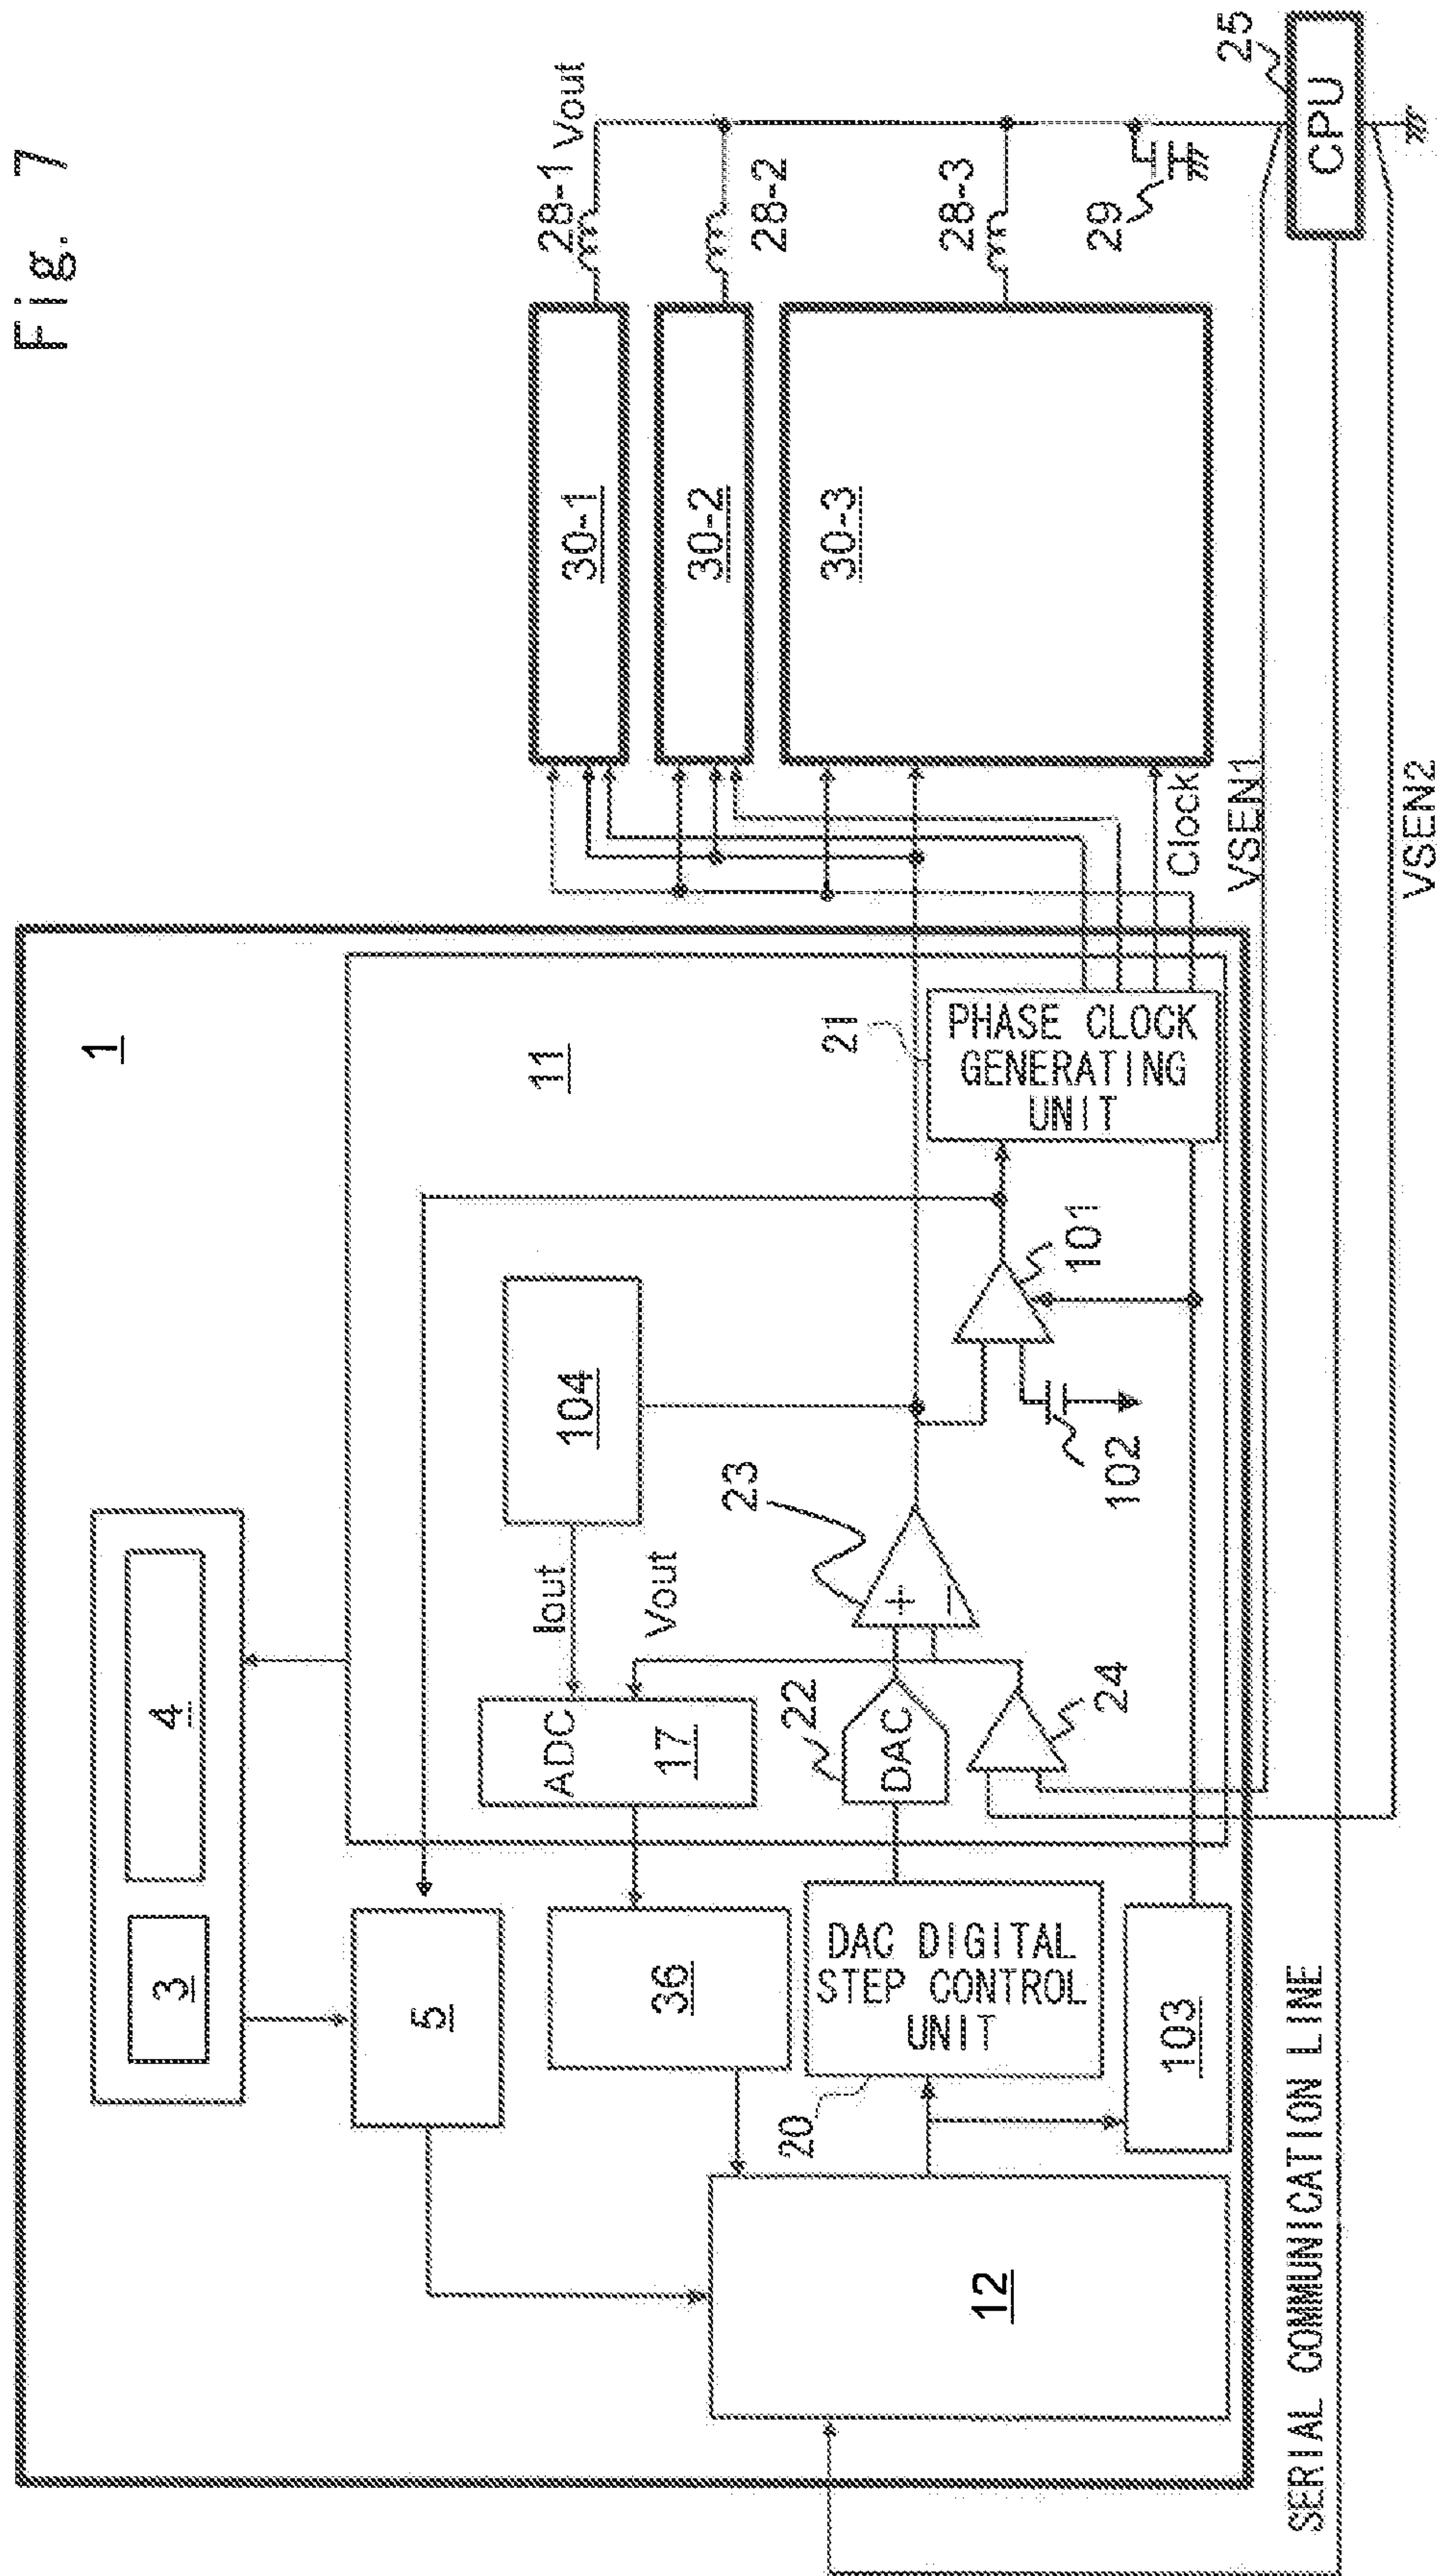 Fig. 7
1
3
4
5
11
104
Iout
ADC
17
Vout
36
12
20
DAC DIGITAL
STEP CONTROL
UNIT
103
22
DAC
23
+
−
24
102
101
21
PHASE CLOCK
GENERATING
UNIT
30-1
30-2
30-3
28-1
Vout
28-2
28-3
29
Clock
VSEN1
25
CPU
VSEN2
SERIAL COMMUNICATION LINE